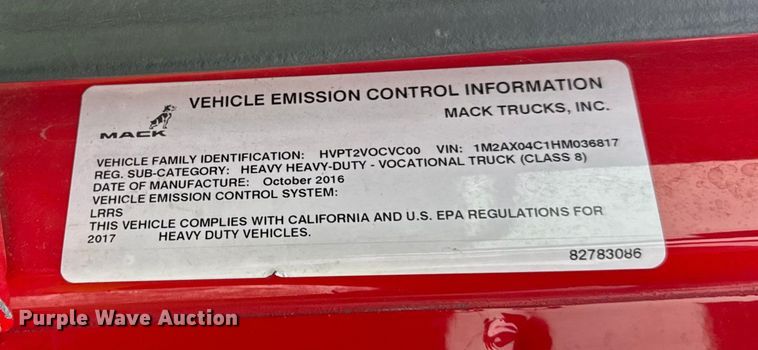 VEHICLE EMISSION CONTROL INFORMATION
MACK
MACK TRUCKS, INC.
VEHICLE FAMILY IDENTIFICATION: HVPT2VOCVC00 VIN: 1M2AX04C1HM036817
REG. SUB-CATEGORY: HEAVY HEAVY-DUTY - VOCATIONAL TRUCK (CLASS 8)
DATE OF MANUFACTURE: October 2016
VEHICLE EMISSION CONTROL SYSTEM:
LRRS
THIS VEHICLE COMPLIES WITH CALIFORNIA AND U.S. EPA REGULATIONS FOR
2017 HEAVY DUTY VEHICLES.
82783086
Purple Wave Auction